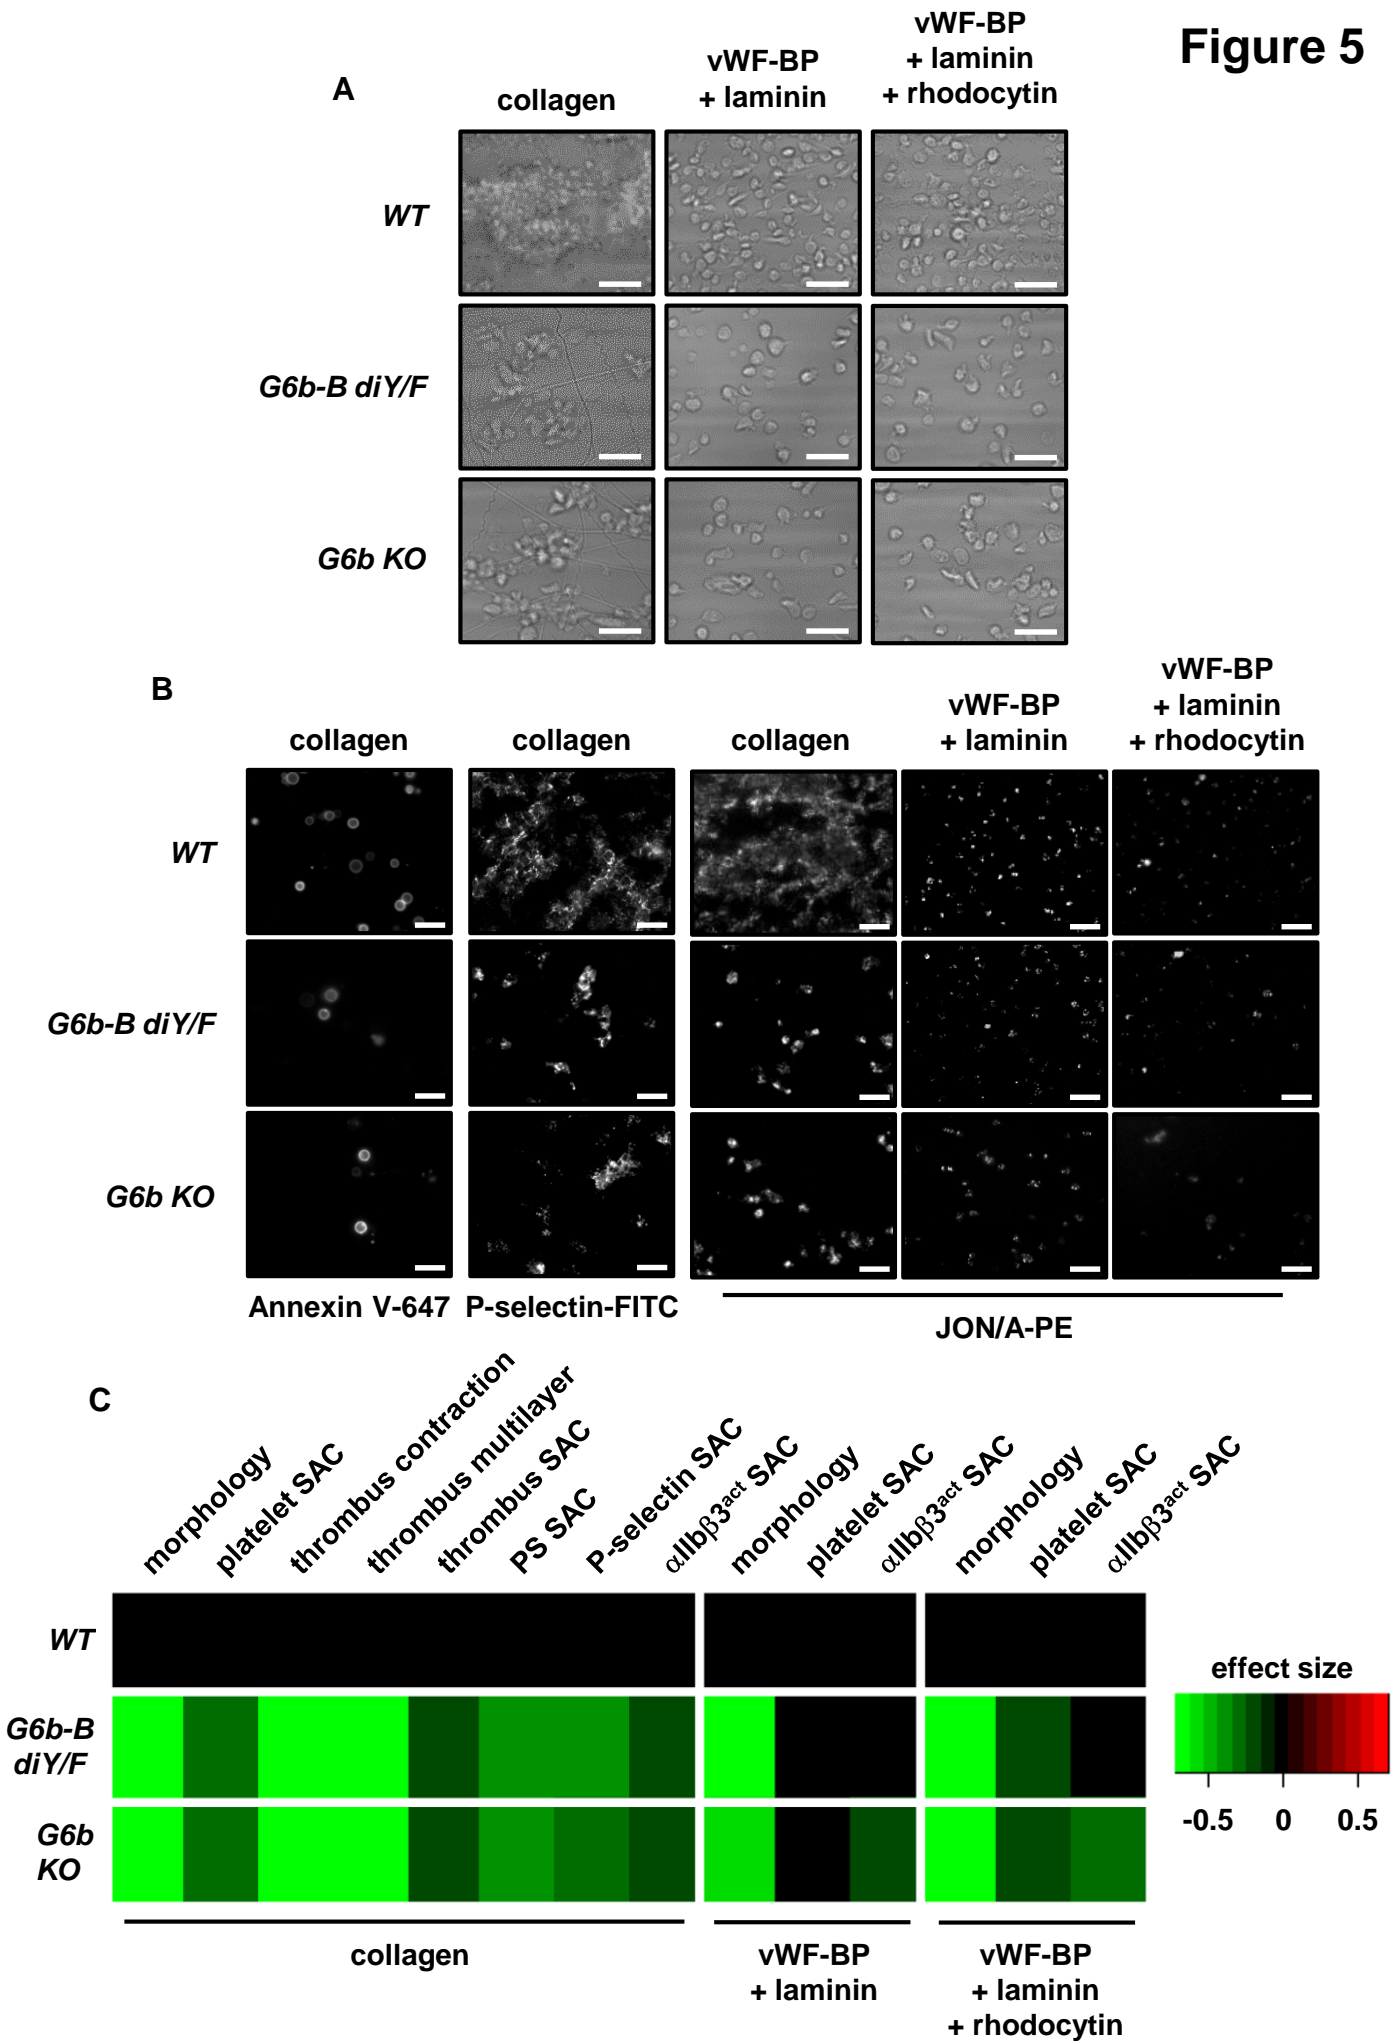 Figure 5
A
collagen
vWF-BP
+ laminin
vWF-BP
+ laminin
+ rhodocytin
WT
G6b-B diY/F
G6b KO
B
collagen
collagen
collagen
vWF-BP
+ laminin
vWF-BP
+ laminin
+ rhodocytin
WT
G6b-B diY/F
G6b KO
Annexin V-647
P-selectin-FITC
JON/A-PE
C
morphology
platelet SAC
thrombus contraction
thrombus multilayer
thrombus SAC
PS SAC
P-selectin SAC
αIIbβ3act SAC
morphology
platelet SAC
αIIbβ3act SAC
morphology
platelet SAC
αIIbβ3act SAC
WT
G6b-B
diY/F
G6b
KO
effect size
-0.5 0 0.5
collagen
vWF-BP
+ laminin
vWF-BP
+ laminin
+ rhodocytin